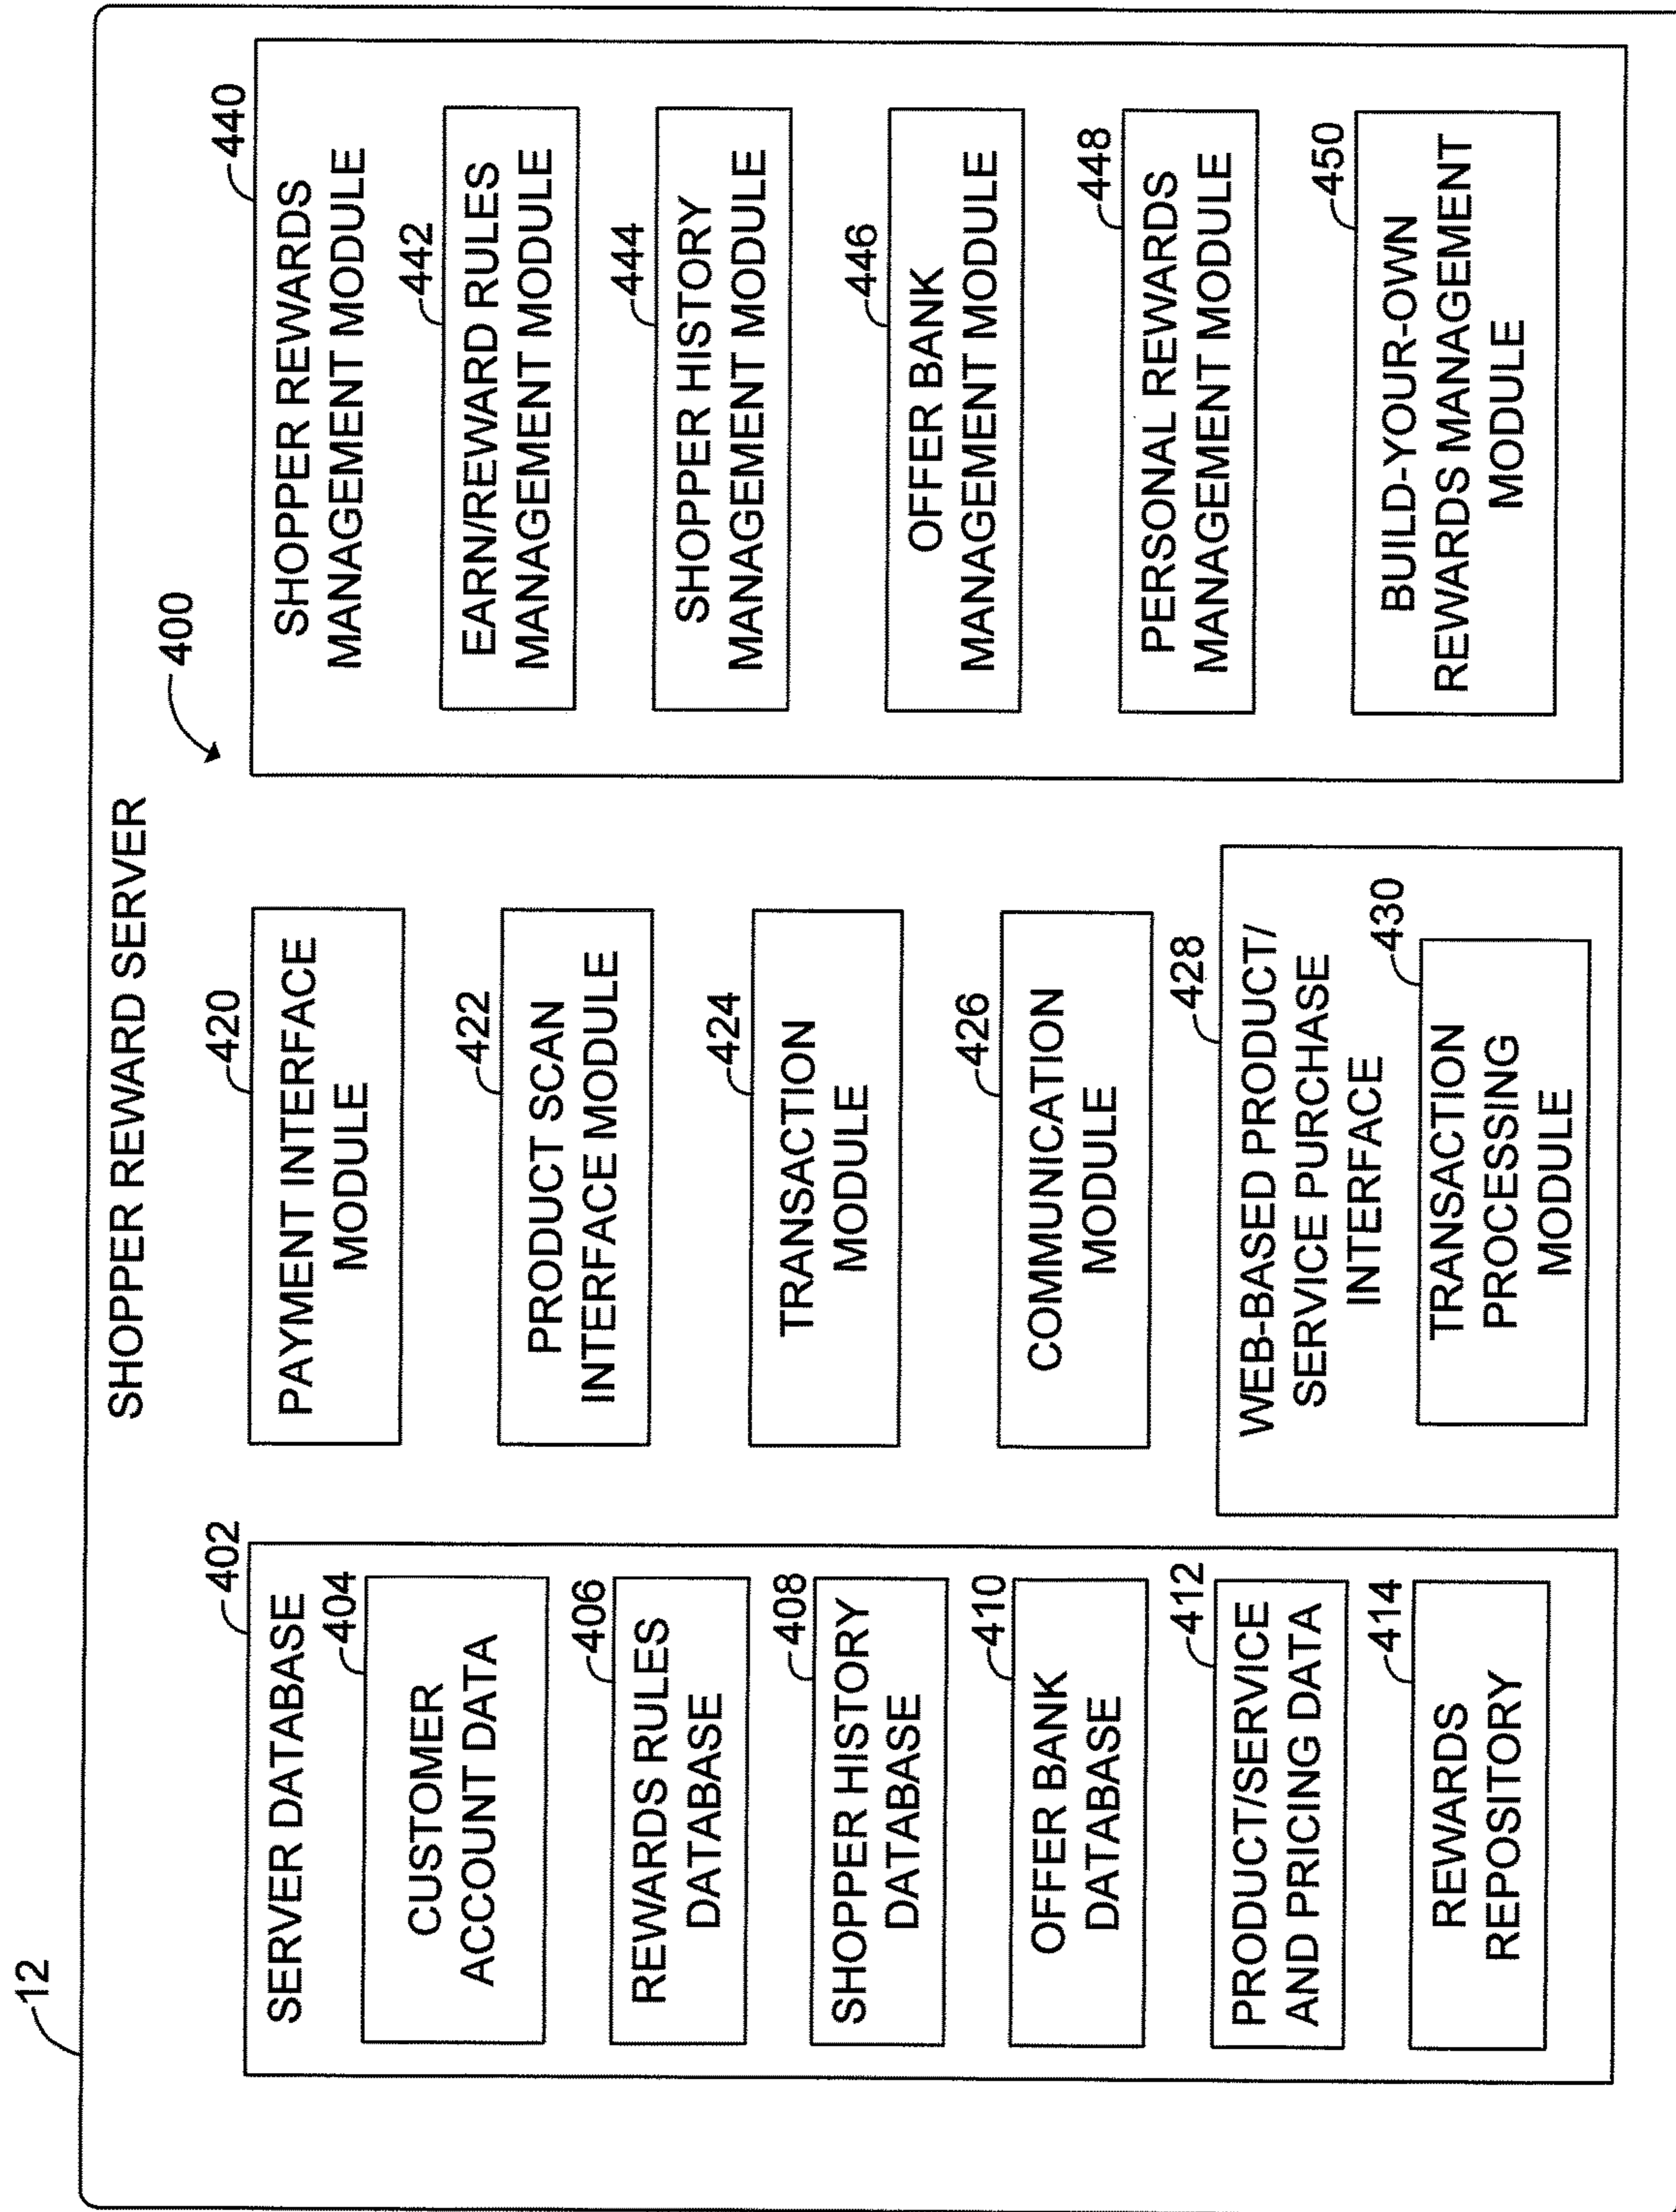 12
SHOPPER REWARD SERVER
400
402
SERVER DATABASE
404
CUSTOMER
ACCOUNT DATA
406
REWARDS RULES
DATABASE
408
SHOPPER HISTORY
DATABASE
410
OFFER BANK
DATABASE
412
PRODUCT/SERVICE
AND PRICING DATA
414
REWARDS
REPOSITORY
420
PAYMENT INTERFACE
MODULE
422
PRODUCT SCAN
INTERFACE MODULE
424
TRANSACTION
MODULE
426
COMMUNICATION
MODULE
428
WEB-BASED PRODUCT/
SERVICE PURCHASE
INTERFACE
430
TRANSACTION
PROCESSING
MODULE
440
SHOPPER REWARDS
MANAGEMENT MODULE
442
EARN/REWARD RULES
MANAGEMENT MODULE
444
SHOPPER HISTORY
MANAGEMENT MODULE
446
OFFER BANK
MANAGEMENT MODULE
448
PERSONAL REWARDS
MANAGEMENT MODULE
450
BUILD-YOUR-OWN
REWARDS MANAGEMENT
MODULE